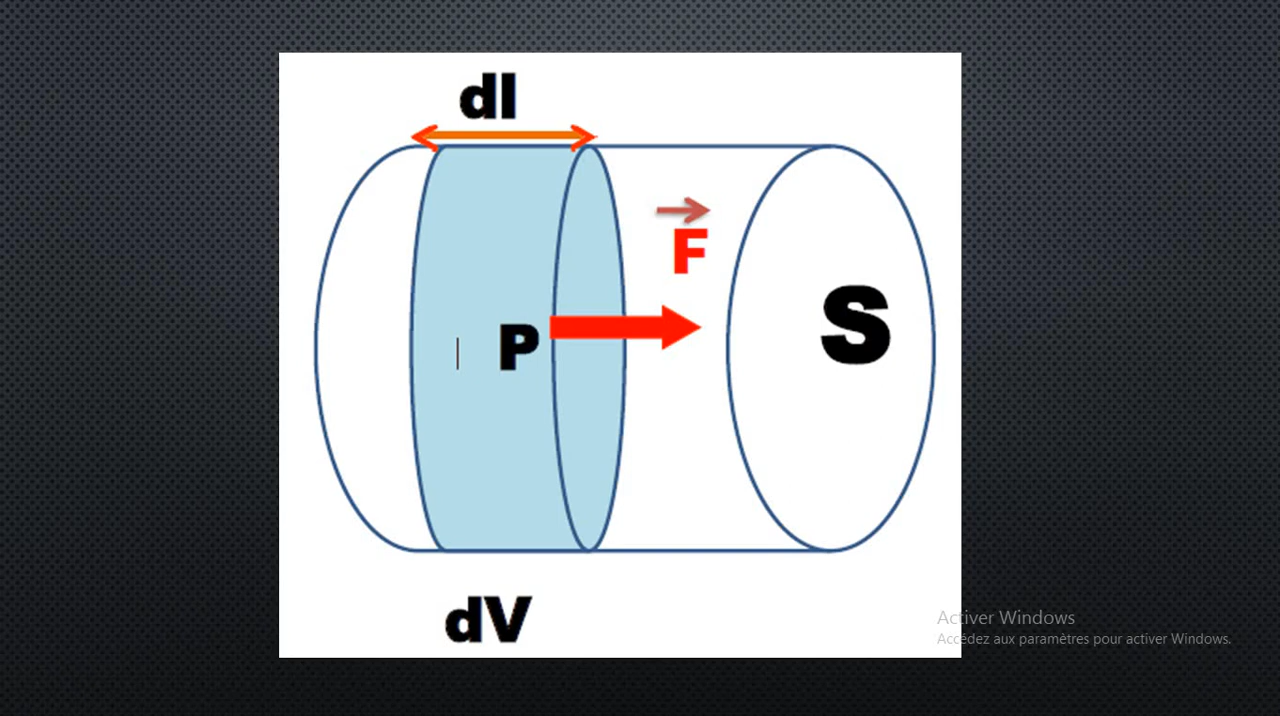 dl
F
P
S
dV
Activer Windows
Accédez aux paramètres pour activer Windows.